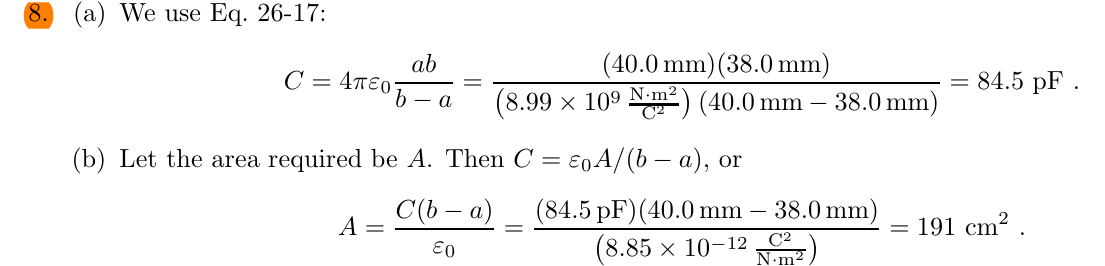 8. (a) We use Eq. 26-17:
C = 4πε₀ ab/(b − a) = (40.0 mm)(38.0 mm)/((8.99 × 10⁹ N·m²/C²)(40.0 mm − 38.0 mm)) = 84.5 pF .
(b) Let the area required be A. Then C = ε₀A/(b − a), or
A = C(b − a)/ε₀ = (84.5 pF)(40.0 mm − 38.0 mm)/(8.85 × 10⁻¹² C²/N·m²) = 191 cm² .